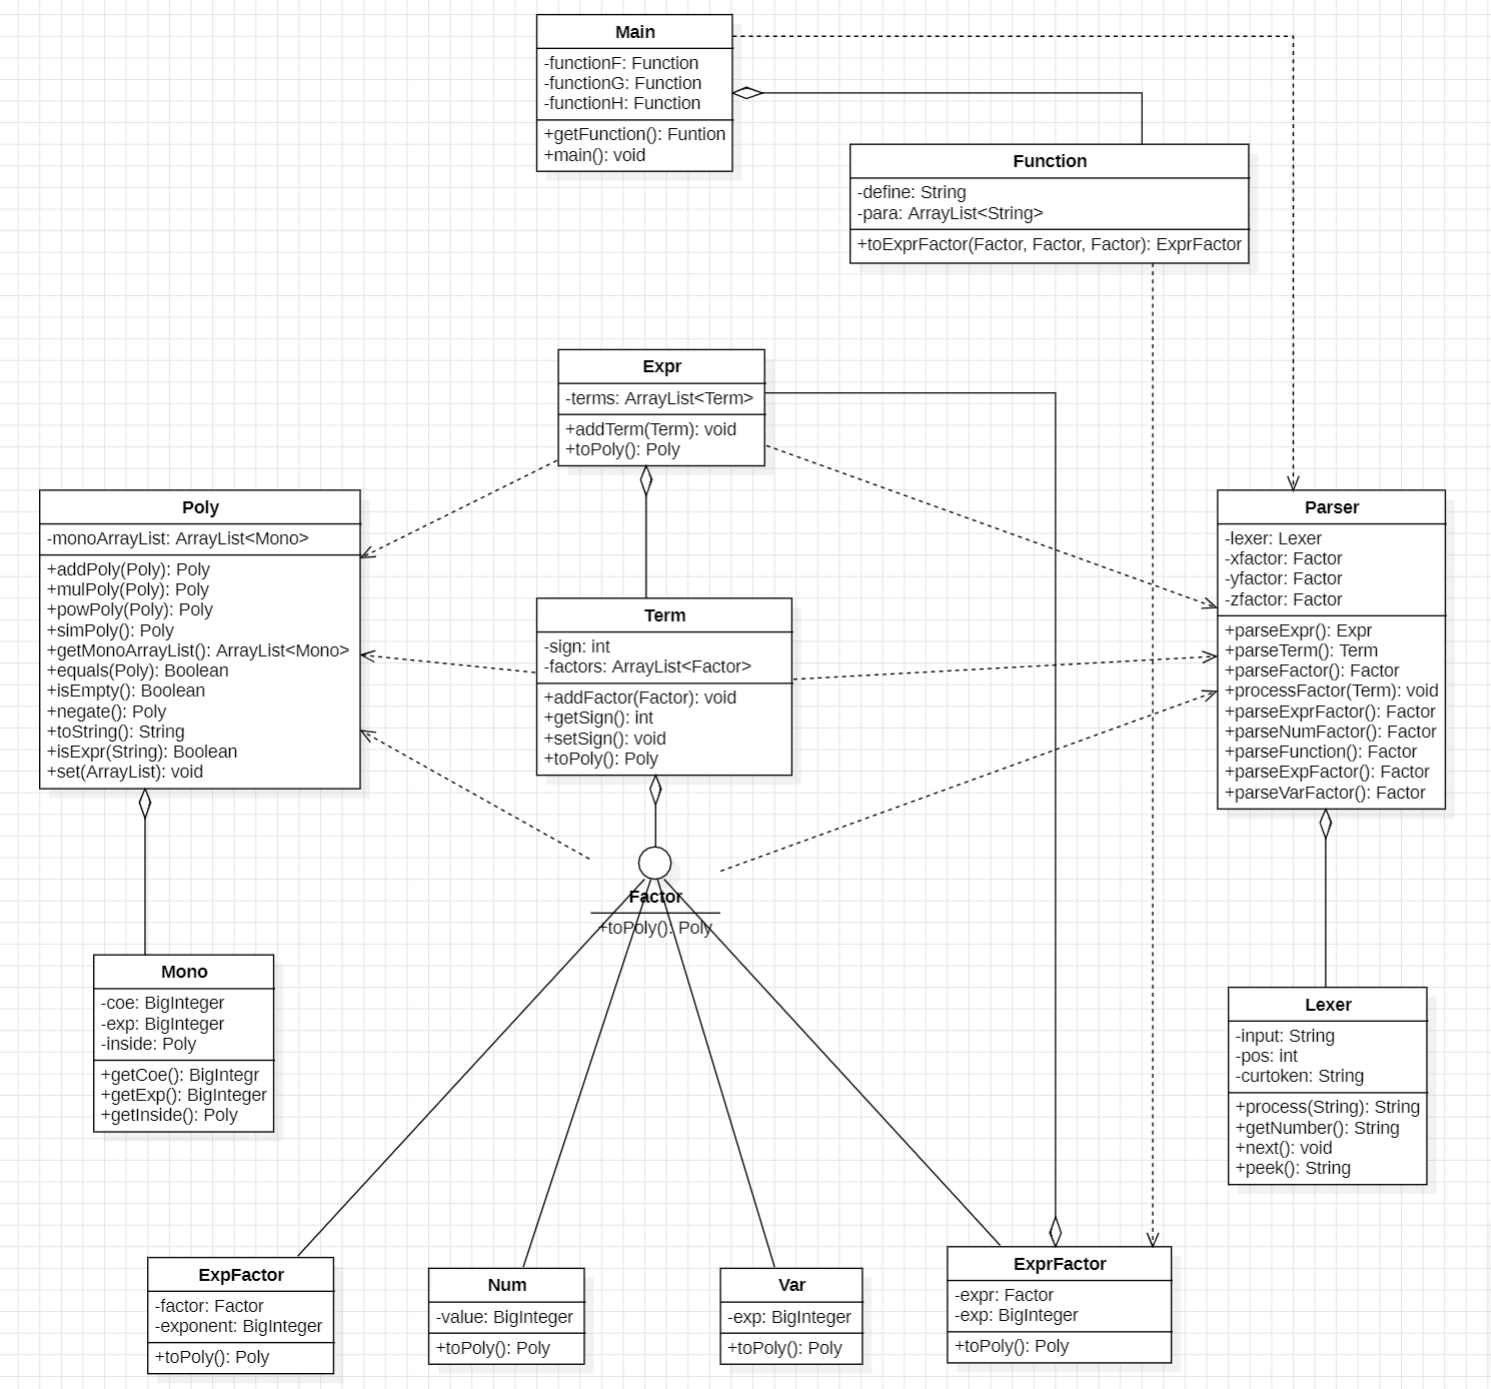 Main
-functionF: Function
-functionG: Function
-functionH: Function
+getFunction(): Funtion
+main(): void
Function
-define: String
-para: ArrayList<String>
+toExprFactor(Factor, Factor, Factor): ExprFactor
Expr
-terms: ArrayList<Term>
+addTerm(Term): void
+toPoly(): Poly
Poly
-monoArrayList: ArrayList<Mono>
+addPoly(Poly): Poly
+mulPoly(Poly): Poly
+powPoly(Poly): Poly
+simPoly(): Poly
+getMonoArrayList(): ArrayList<Mono>
+equals(Poly): Boolean
+isEmpty(): Boolean
+negate(): Poly
+toString(): String
+isExpr(String): Boolean
+set(ArrayList): void
Parser
-lexer: Lexer
-xfactor: Factor
-yfactor: Factor
-zfactor: Factor
+parseExpr(): Expr
+parseTerm(): Term
+parseFactor(): Factor
+processFactor(Term): void
+parseExprFactor(): Factor
+parseNumFactor(): Factor
+parseFunction(): Factor
+parseExpFactor(): Factor
+parseVarFactor(): Factor
Term
-sign: int
-factors: ArrayList<Factor>
+addFactor(Factor): void
+getSign(): int
+setSign(): void
+toPoly(): Poly
Factor
+toPoly(): Poly
Mono
-coe: BigInteger
-exp: BigInteger
-inside: Poly
+getCoe(): BigIntegr
+getExp(): BigInteger
+getInside(): Poly
Lexer
-input: String
-pos: int
-curtoken: String
+process(String): String
+getNumber(): String
+next(): void
+peek(): String
ExpFactor
-factor: Factor
-exponent: BigInteger
+toPoly(): Poly
Num
-value: BigInteger
+toPoly(): Poly
Var
-exp: BigInteger
+toPoly(): Poly
ExprFactor
-expr: Factor
-exp: BigInteger
+toPoly(): Poly